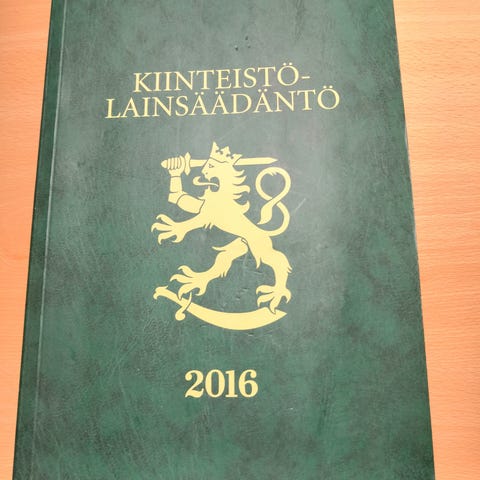 KIINTEISTÖ-
LAINSÄÄDÄNTÖ
2016